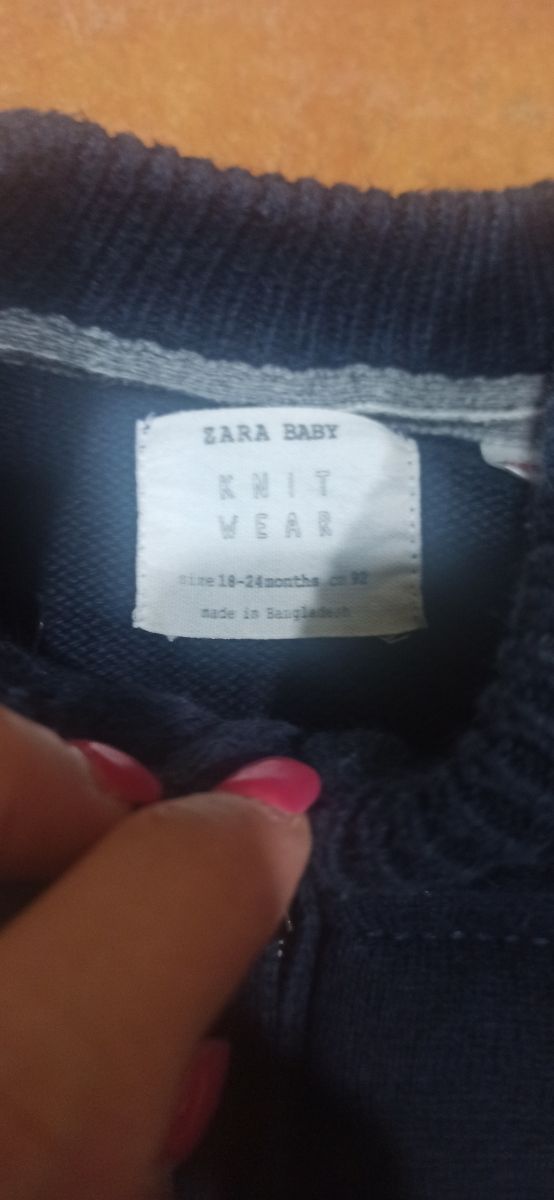 ZARA BABY
KNIT
WEAR
size 18-24months cm 92
made in Bangladesh